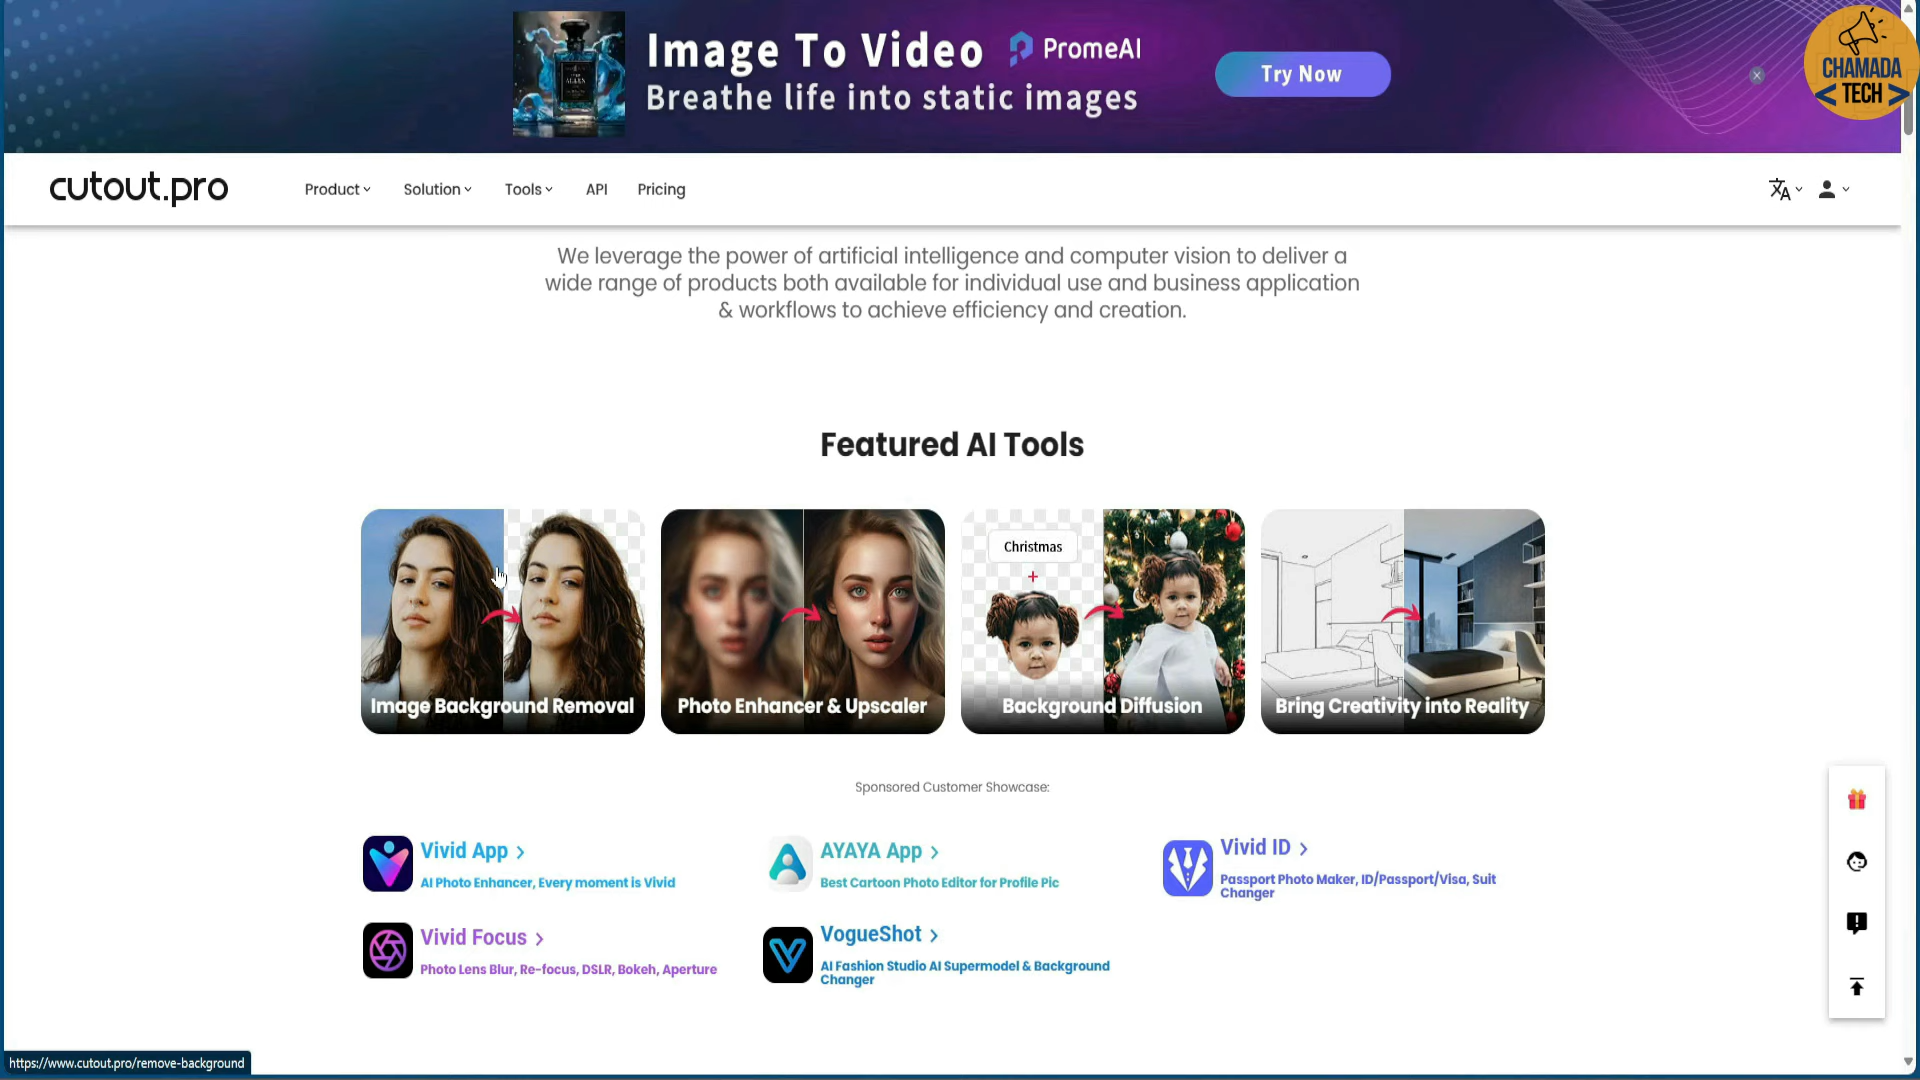 Image To Video PromeAI
Breathe life into static images
Try Now
CHAMADA
< TECH >
cutout.pro
Product
Solution
Tools
API
Pricing
We leverage the power of artificial intelligence and computer vision to deliver a
wide range of products both available for individual use and business application
& workflows to achieve efficiency and creation.
Featured AI Tools
Christmas
+
Image Background Removal
Photo Enhancer & Upscaler
Background Diffusion
Bring Creativity into Reality
Sponsored Customer Showcase:
Vivid App >
AI Photo Enhancer, Every moment is Vivid
AYAYA App >
Best Cartoon Photo Editor for Profile Pic
Vivid ID >
Passport Photo Maker, ID/Passport/Visa, Suit
Changer
Vivid Focus >
Photo Lens Blur, Re-focus, DSLR, Bokeh, Aperture
VogueShot >
AI Fashion Studio AI Supermodel & Background
Changer
https://www.cutout.pro/remove-background